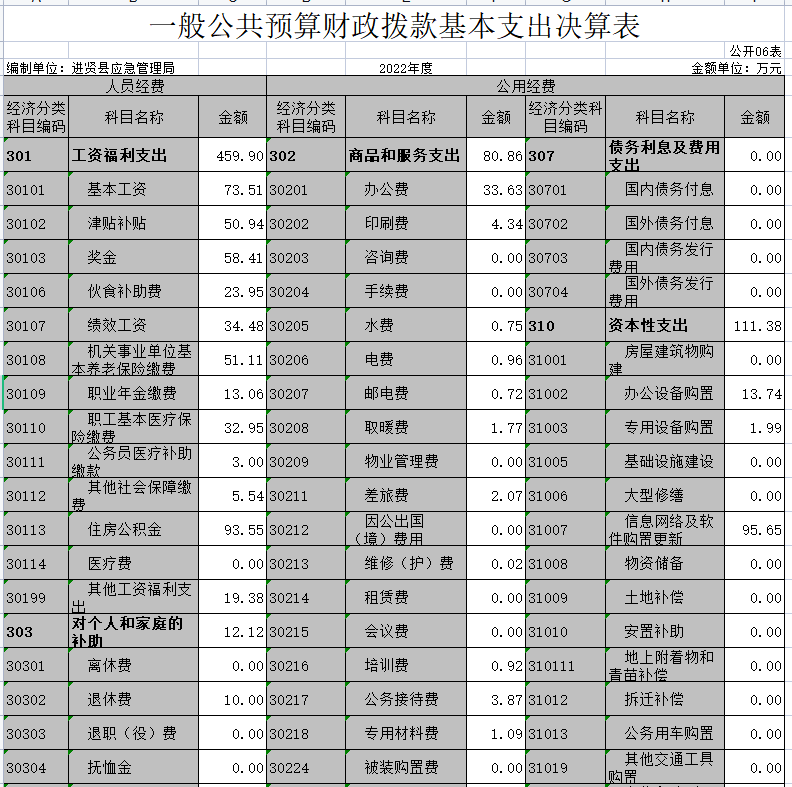 一般公共预算财政拨款基本支出决算表
公开06表
编制单位：进贤县应急管理局 2022年度 金额单位：万元
人员经费 公用经费
经济分类科目编码 科目名称 金额 经济分类科目编码 科目名称 金额 经济分类科目编码 科目名称 金额
301 工资福利支出 459.90 302 商品和服务支出 80.86 307 债务利息及费用支出 0.00
30101 基本工资 73.51 30201 办公费 33.63 30701 国内债务付息 0.00
30102 津贴补贴 50.94 30202 印刷费 4.34 30702 国外债务付息 0.00
30103 奖金 58.41 30203 咨询费 0.00 30703 国内债务发行费用 0.00
30106 伙食补助费 23.95 30204 手续费 0.00 30704 国外债务发行费用 0.00
30107 绩效工资 34.48 30205 水费 0.75 310 资本性支出 111.38
30108 机关事业单位基本养老保险缴费 51.11 30206 电费 0.96 31001 房屋建筑物购建 0.00
30109 职业年金缴费 13.06 30207 邮电费 0.72 31002 办公设备购置 13.74
30110 职工基本医疗保险缴费 32.95 30208 取暖费 1.77 31003 专用设备购置 1.99
30111 公务员医疗补助缴款 3.00 30209 物业管理费 0.00 31005 基础设施建设 0.00
30112 其他社会保障缴费 5.54 30211 差旅费 2.07 31006 大型修缮 0.00
30113 住房公积金 93.55 30212 因公出国（境）费用 0.00 31007 信息网络及软件购置更新 95.65
30114 医疗费 0.00 30213 维修（护）费 0.02 31008 物资储备 0.00
30199 其他工资福利支出 19.38 30214 租赁费 0.00 31009 土地补偿 0.00
303 对个人和家庭的补助 12.12 30215 会议费 0.00 31010 安置补助 0.00
30301 离休费 0.00 30216 培训费 0.92 310111 地上附着物和青苗补偿 0.00
30302 退休费 10.00 30217 公务接待费 3.87 31012 拆迁补偿 0.00
30303 退职（役）费 0.00 30218 专用材料费 1.09 31013 公务用车购置 0.00
30304 抚恤金 0.00 30224 被装购置费 0.00 31019 其他交通工具购置 0.00